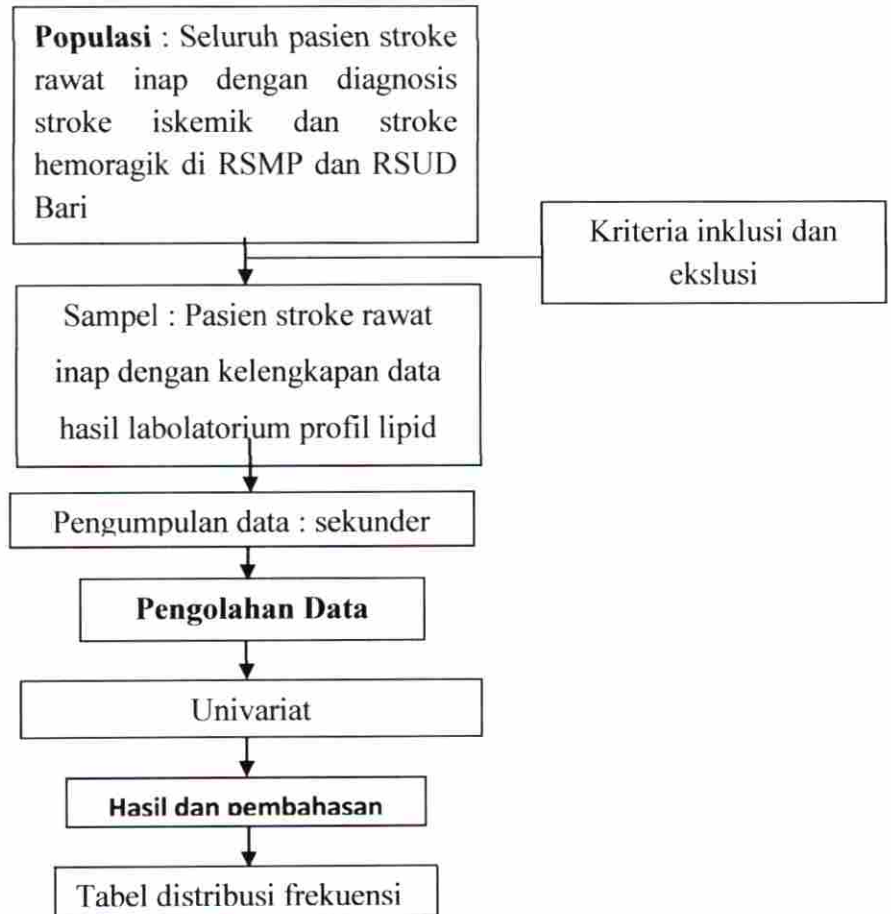 Populasi : Seluruh pasien stroke
rawat inap dengan diagnosis
stroke iskemik dan stroke
hemoragik di RSMP dan RSUD
Bari
Kriteria inklusi dan
ekslusi
Sampel : Pasien stroke rawat
inap dengan kelengkapan data
hasil labolatorium profil lipid
Pengumpulan data : sekunder
Pengolahan Data
Univariat
Hasil dan pembahasan
Tabel distribusi frekuensi